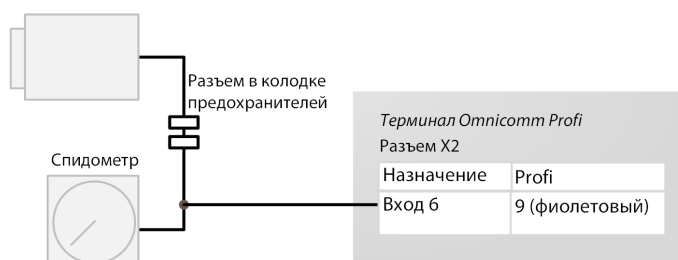 Разъем в колодке
предохранителей
Спидометр
Терминал Omnicomm Profi
Разъем X2
Назначение Profi
Вход 6 9 (фиолетовый)